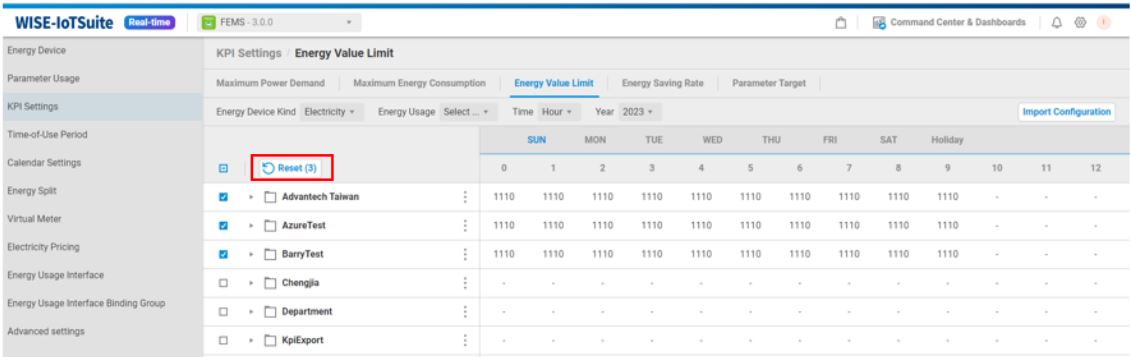 WISE-IoTSuite Real-time FEMS - 3.0.0 Command Center & Dashboards I
Energy Device
Parameter Usage
KPI Settings
Time-of-Use Period
Calendar Settings
Energy Split
Virtual Meter
Electricity Pricing
Energy Usage Interface
Energy Usage Interface Binding Group
Advanced settings
KPI Settings / Energy Value Limit
Maximum Power Demand Maximum Energy Consumption Energy Value Limit Energy Saving Rate Parameter Target
Energy Device Kind Electricity Energy Usage Select ... Time Hour Year 2023 Import Configuration
SUN MON TUE WED THU FRI SAT Holiday
Reset (3) 0 1 2 3 4 5 6 7 8 9 10 11 12
Advantech Taiwan 1110 1110 1110 1110 1110 1110 1110 1110 1110 1110 - - -
AzureTest 1110 1110 1110 1110 1110 1110 1110 1110 1110 1110 - - -
BarryTest 1110 1110 1110 1110 1110 1110 1110 1110 1110 1110 - - -
Chengjia - - - - - - - - - - - - -
Department - - - - - - - - - - - - -
KpiExport - - - - - - - - - - - - -